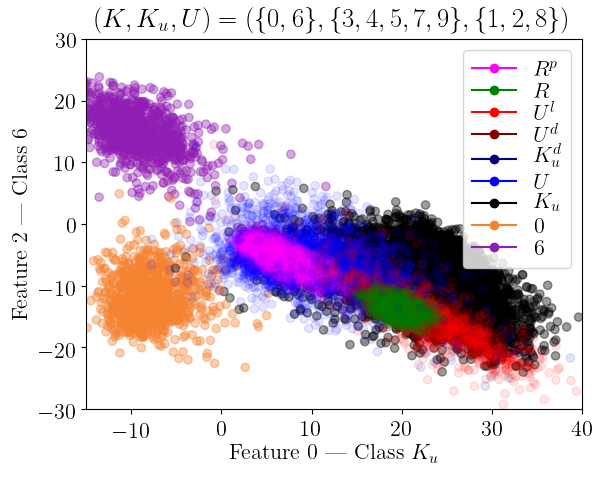 (K, K_u, U) = ({0, 6}, {3, 4, 5, 7, 9}, {1, 2, 8})
30
20
10
0
−10
−20
−30
Feature 2 — Class 6
R^p
R
U^l
U^d
K_u^d
U
K_u
0
6
−10
0
10
20
30
40
Feature 0 — Class K_u